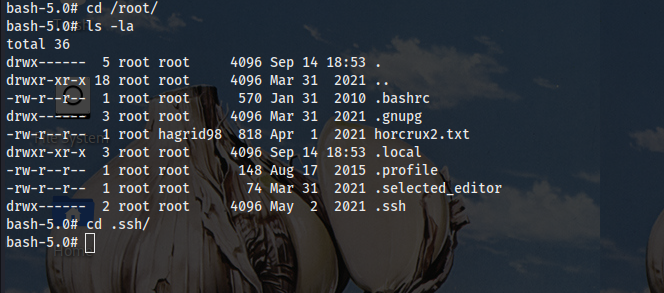 bash-5.0# cd /root/
bash-5.0# ls -la
total 36
drwx------  5 root root     4096 Sep 14 18:53 .
drwxr-xr-x 18 root root     4096 Mar 31  2021 ..
-rw-r--r--  1 root root      570 Jan 31  2010 .bashrc
drwx------  3 root root     4096 Mar 31  2021 .gnupg
-rw-r--r--  1 root hagrid98  818 Apr  1  2021 horcrux2.txt
drwxr-xr-x  3 root root     4096 Sep 14 18:53 .local
-rw-r--r--  1 root root      148 Aug 17  2015 .profile
-rw-r--r--  1 root root       74 Mar 31  2021 .selected_editor
drwx------  2 root root     4096 May  2  2021 .ssh
bash-5.0# cd .ssh/
bash-5.0#
Home